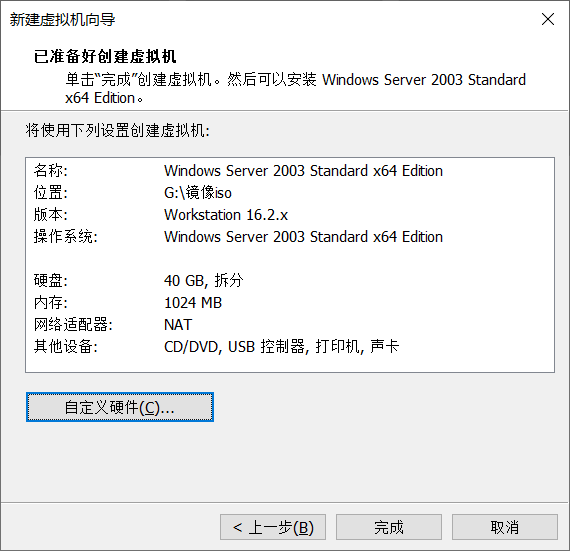 新建虚拟机向导
已准备好创建虚拟机
单击“完成”创建虚拟机。然后可以安装 Windows Server 2003 Standard
x64 Edition。
将使用下列设置创建虚拟机:
名称: Windows Server 2003 Standard x64 Edition
位置: G:\镜像iso
版本: Workstation 16.2.x
操作系统: Windows Server 2003 Standard x64 Edition
硬盘: 40 GB, 拆分
内存: 1024 MB
网络适配器: NAT
其他设备: CD/DVD, USB 控制器, 打印机, 声卡
自定义硬件(C)...
< 上一步(B) 完成 取消